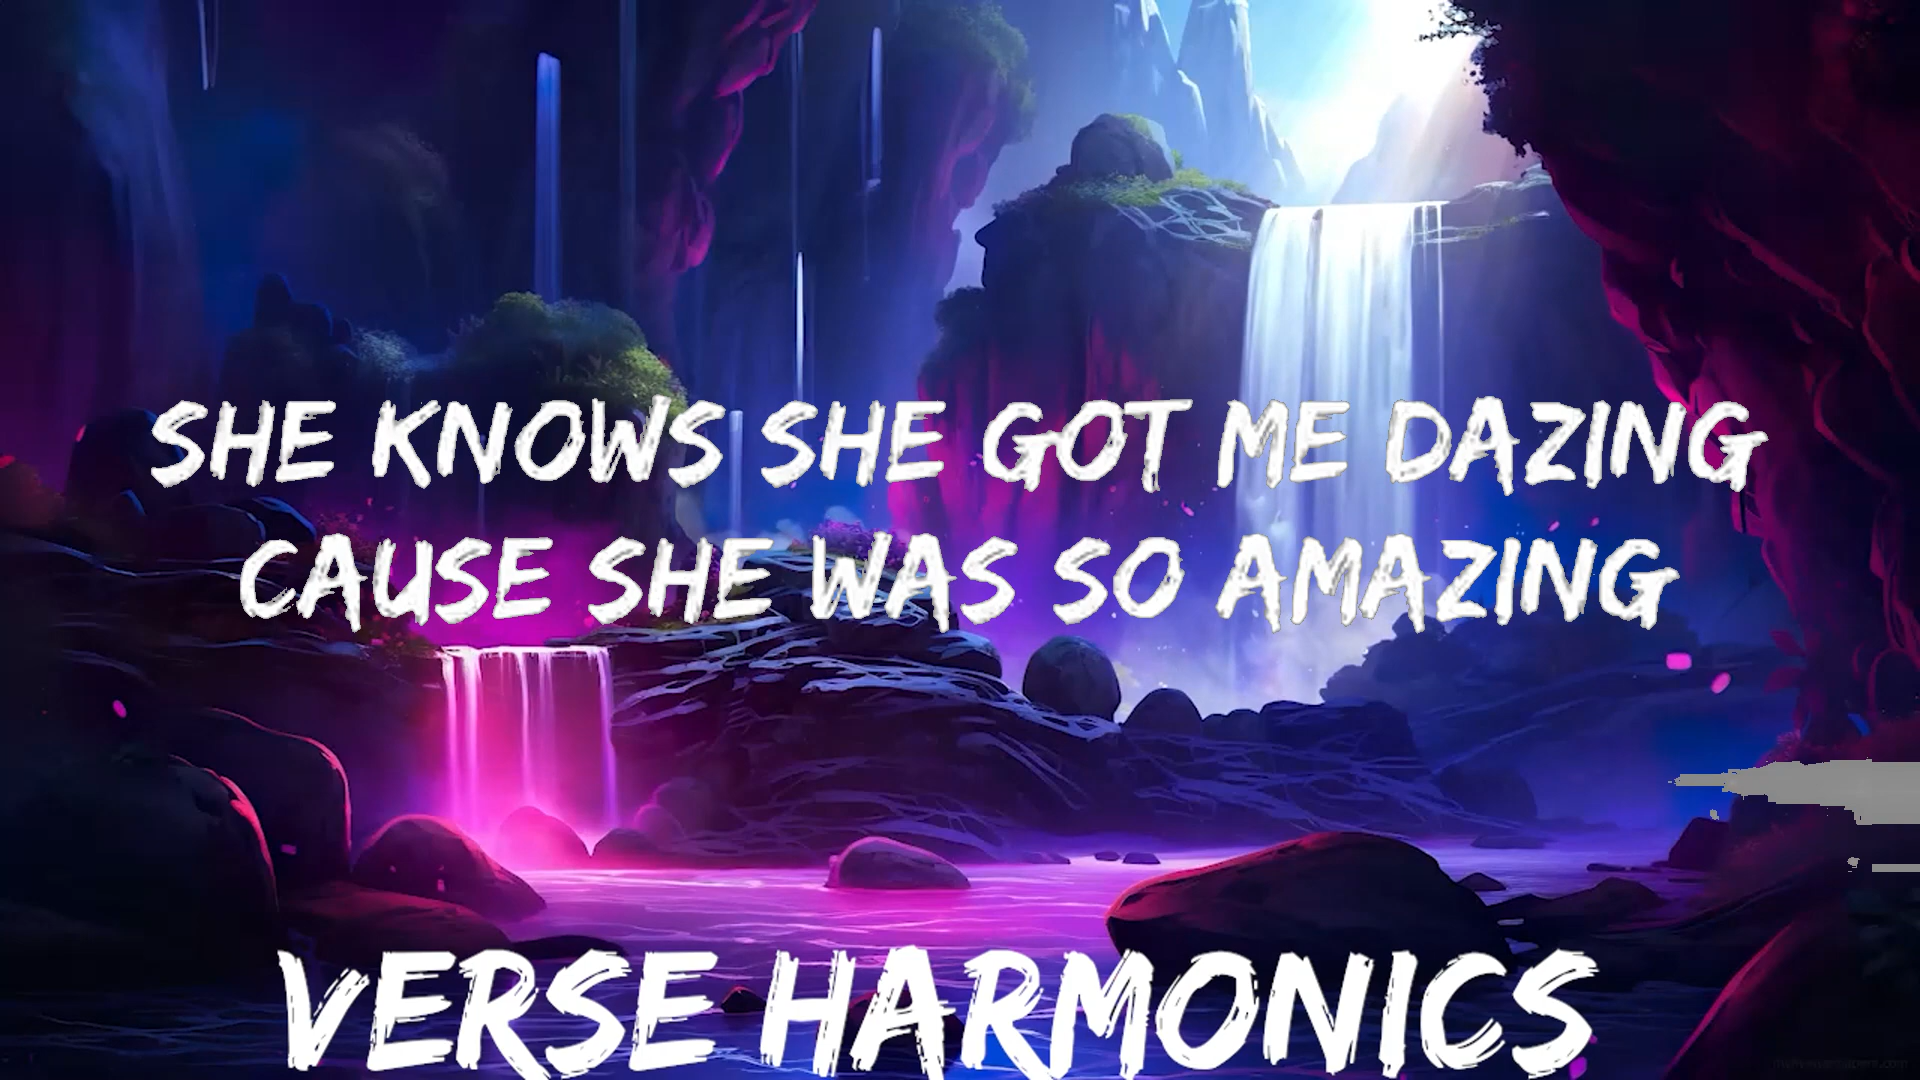 SHE KNOWS SHE GOT ME DAZING
CAUSE SHE WAS SO AMAZING
VERSE HARMONICS